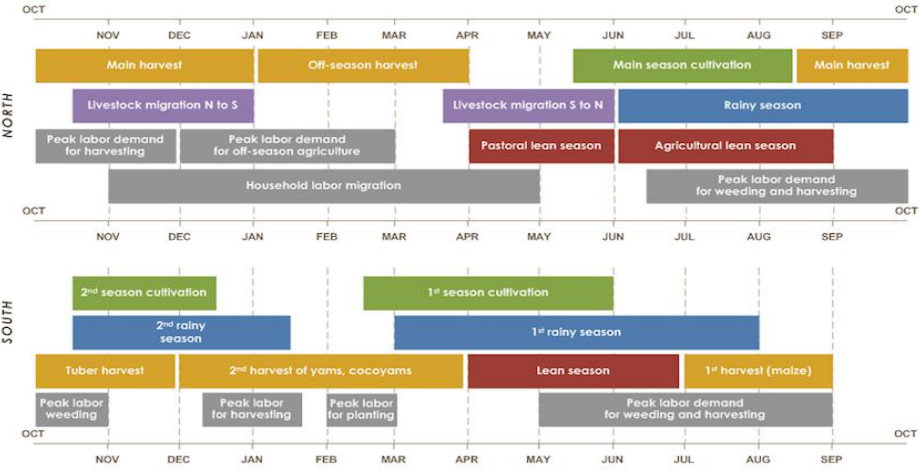 OCT OCT
NOV DEC JAN FEB MAR APR MAY JUN JUL AUG SEP
Main harvest Off-season harvest Main season cultivation Main harvest
Livestock migration N to S Livestock migration S to N Rainy season
NORTH
Peak labor demand
for harvesting
Peak labor demand
for off-season agriculture
Pastoral lean season Agricultural lean season
Household labor migration
Peak labor demand
for weeding and harvesting
OCT OCT
NOV DEC JAN FEB MAR APR MAY JUN JUL AUG SEP
2nd season cultivation 1st season cultivation
SOUTH
2nd rainy
season
1st rainy season
Tuber harvest 2nd harvest of yams, cocoyams Lean season 1st harvest (maize)
Peak labor
weeding
Peak labor
for harvesting
Peak labor
for planting
Peak labor demand
for weeding and harvesting
OCT OCT
NOV DEC JAN FEB MAR APR MAY JUN JUL AUG SEP